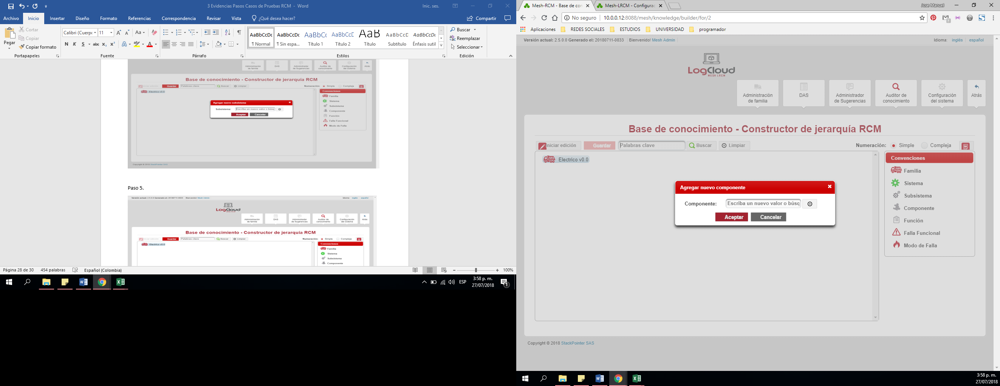 3 Evidencias Pasos Casos de Pruebas RCM - Word
Inic. ses.
Archivo Inicio Insertar Diseño Formato Referencias Correspondencia Revisar Vista ¿Qué desea hacer? Compartir
Pegar
Cortar
Copiar
Copiar formato
Portapapeles
Calibri (Cuerpo 11
Aa
N K S abc x₂ x²
Fuente
Párrafo
AaBbCcDc AaBbCcDc AaBbC( AaBbCcD AaB AaBbCcD AaBbCcDc
¶ Normal ¶ Sin espa... Título 1 Título 2 Título Subtítulo Énfasis sutil
Estilos
Buscar
Reemplazar
Seleccionar
Edición
Administración de familia
DAS
Administrador de Sugerencias
Auditor de conocimiento
Configuración del sistema
Atrás
Base de conocimiento - Constructor de jerarquía RCM
Iniciar edición Guardar Palabras clave Buscar Limpiar Numeración: Simple Compleja
Electrico v0.0
Convenciones
Familia
Sistema
Subsistema
Componente
Función
Falla Funcional
Modo de Falla
Agregar nuevo subsistema
Subsistema: Escriba un nuevo valor o búsq
Aceptar Cancelar
Copyright © 2018 StackPointer SAS
Paso 5.
Versión actual: 2.5.0.0 Generado el: 20180711-0833 Bienvenido! Mesh Admin
Idioma: inglés español
LogCloud
MESH LRCM
Administración de familia
DAS
Administrador de Sugerencias
Auditor de conocimiento
Configuración del sistema
Atrás
Base de conocimiento - Constructor de jerarquía RCM
Iniciar edición Guardar Palabras clave Buscar Limpiar Numeración: Simple Compleja
Electrico v0.0
Convenciones
Familia
Sistema
Subsistema
Componente
Página 28 de 30 454 palabras Español (Colombia) 100%
ESP
3:58 p. m.
27/07/2018
1
Mesh-RCM - Base de con
Mesh-LRCM - Configurac
Jose Manuel
No seguro 10.0.0.12:8088/mesh/knowledge/builder/for/2
Aplicaciones REDES SOCIALES ESTUDIOS UNIVERSIDAD programador
Versión actual: 2.5.0.0 Generado el: 20180711-0833 Bienvenido! Mesh Admin
Idioma: inglés español
LogCloud
MESH LRCM
Administración
de familia
DAS
Administrador
de Sugerencias
Auditor de
conocimiento
Configuración
del sistema
Atrás
Base de conocimiento - Constructor de jerarquía RCM
Iniciar edición Guardar Palabras clave Buscar Limpiar Numeración: Simple Compleja
Electrico v0.0
Convenciones
Familia
Sistema
Subsistema
Componente
Función
Falla Funcional
Modo de Falla
Agregar nuevo componente
Componente: Escriba un nuevo valor o búsq
Aceptar Cancelar
Copyright © 2018 StackPointer SAS
3:58 p. m.
27/07/2018